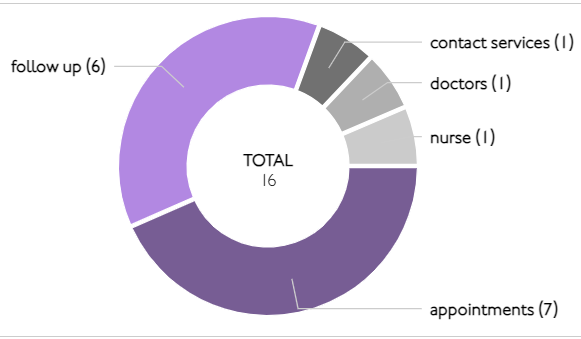 contact services (1)
follow up (6)
doctors (1)
nurse (1)
TOTAL
16
appointments (7)